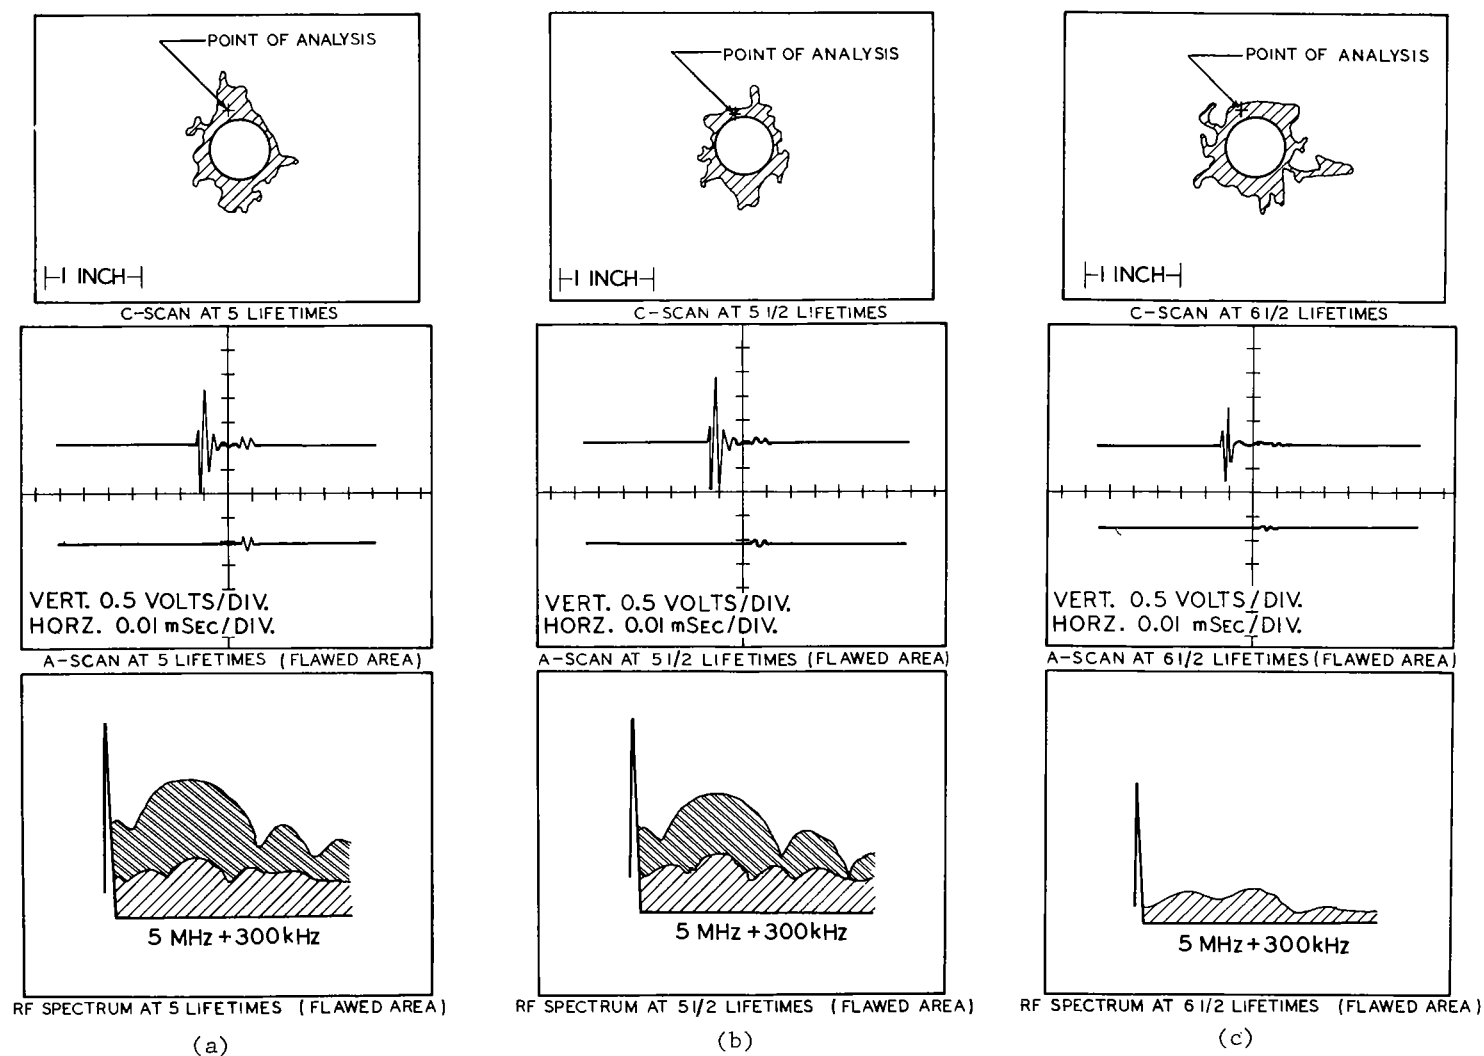 POINT OF ANALYSIS
1 INCH
C-SCAN AT 5 LIFETIMES
VERT. 0.5 VOLTS/DIV.
HORZ. 0.01 mSEC/DIV.
A-SCAN AT 5 LIFETIMES (FLAWED AREA)
5 MHz + 300 kHz
RF SPECTRUM AT 5 LIFETIMES (FLAWED AREA)
(a)
POINT OF ANALYSIS
1 INCH
C-SCAN AT 5 1/2 LIFETIMES
VERT. 0.5 VOLTS/DIV.
HORZ. 0.01 mSEC/DIV.
A-SCAN AT 5 1/2 LIFETIMES (FLAWED AREA)
5 MHz + 300 kHz
RF SPECTRUM AT 5 1/2 LIFETIMES (FLAWED AREA)
(b)
POINT OF ANALYSIS
1 INCH
C-SCAN AT 6 1/2 LIFETIMES
VERT. 0.5 VOLTS/DIV.
HORZ. 0.01 mSEC/DIV.
A-SCAN AT 6 1/2 LIFETIMES (FLAWED AREA)
5 MHz + 300 kHz
RF SPECTRUM AT 6 1/2 LIFETIMES (FLAWED AREA)
(c)